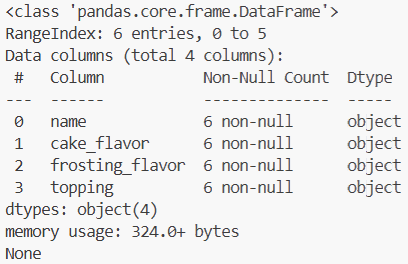 <class 'pandas.core.frame.DataFrame'>
RangeIndex: 6 entries, 0 to 5
Data columns (total 4 columns):
 #   Column           Non-Null Count  Dtype
---  ------           --------------  -----
 0   name             6 non-null      object
 1   cake_flavor      6 non-null      object
 2   frosting_flavor  6 non-null      object
 3   topping          6 non-null      object
dtypes: object(4)
memory usage: 324.0+ bytes
None